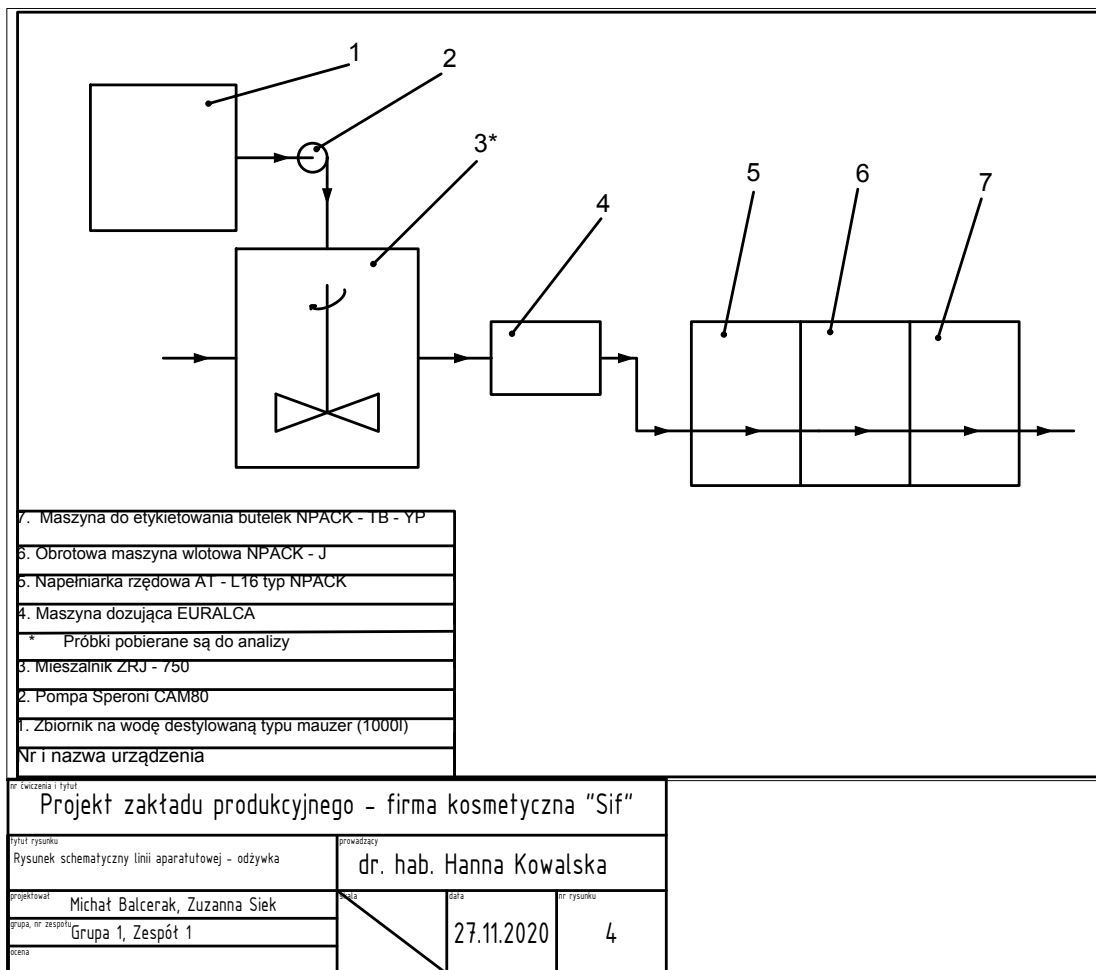 1
2
3*
4
5
6
7
7. Maszyna do etykietowania butelek NPACK - TB - YP
6. Obrotowa maszyna wlotowa NPACK - J
5. Napełniarka rzędowa AT - L16 typ NPACK
4. Maszyna dozująca EURALCA
* Próbki pobierane są do analizy
3. Mieszalnik ZRJ - 750
2. Pompa Speroni CAM80
1. Zbiornik na wodę destylowaną typu mauzer (1000l)
Nr i nazwa urządzenia
nr ćwiczenia i tytuł
Projekt zakładu produkcyjnego - firma kosmetyczna "Sif"
tytuł rysunku
Rysunek schematyczny linii aparatutowej - odżywka
prowadzący
dr. hab. Hanna Kowalska
projektował
Michał Balcerak, Zuzanna Siek
grupa, nr zespołu
Grupa 1, Zespół 1
ocena
skala
data
27.11.2020
nr rysunku
4